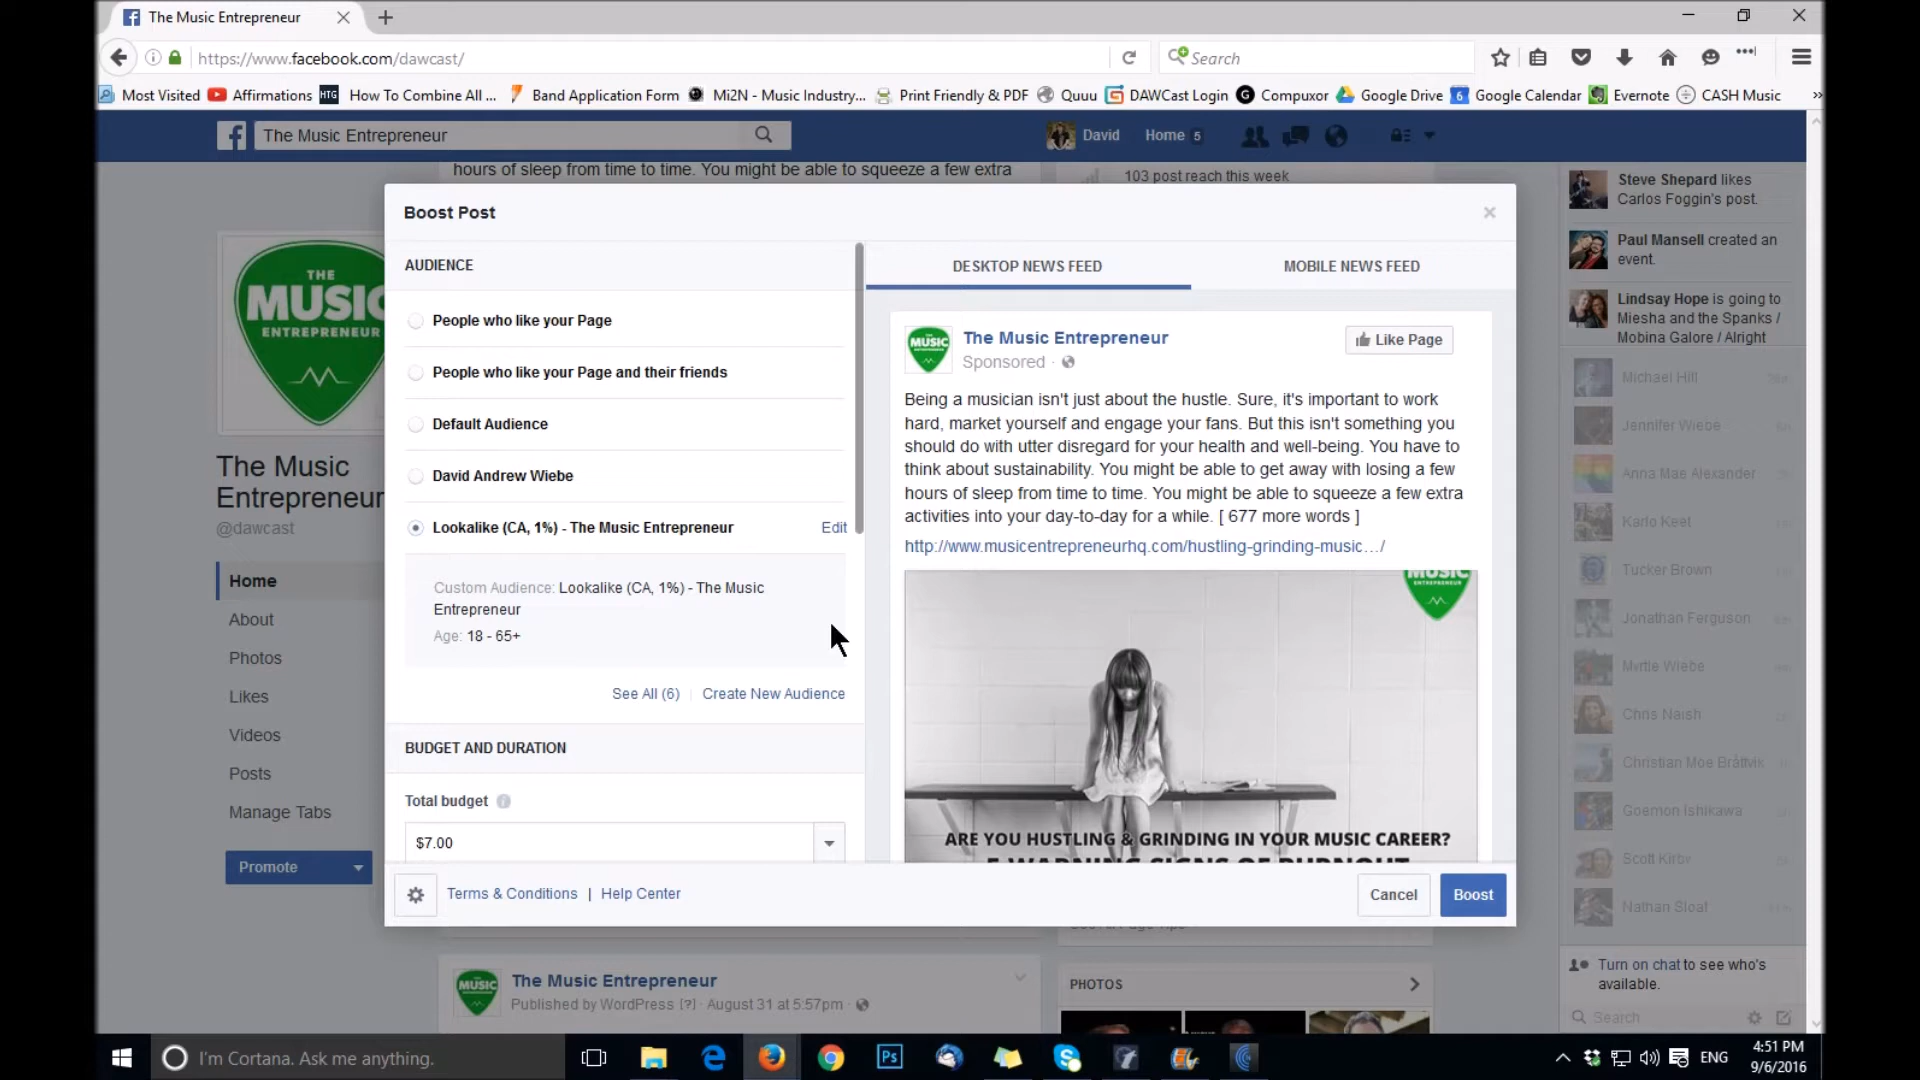 The Music Entrepreneur
https://www.facebook.com/dawcast/
Search
Most Visited
Affirmations
HTG
How To Combine All ...
Band Application Form
Mi2N - Music Industry...
Print Friendly & PDF
Quuu
DAWCast Login
Compuxor
Google Drive
6
Google Calendar
Evernote
CASH Music
The Music Entrepreneur
David
Home 5
hours of sleep from time to time. You might be able to squeeze a few extra
103 post reach this week
THE
MUSIC
ENTREPRENEUR
The Music
Entrepreneur
@dawcast
Home
About
Photos
Likes
Videos
Posts
Manage Tabs
Promote
Boost Post
AUDIENCE
People who like your Page
People who like your Page and their friends
Default Audience
David Andrew Wiebe
Lookalike (CA, 1%) - The Music Entrepreneur
Edit
Custom Audience: Lookalike (CA, 1%) - The Music
Entrepreneur
Age: 18 - 65+
See All (6) | Create New Audience
BUDGET AND DURATION
Total budget
$7.00
Terms & Conditions | Help Center
Cancel
Boost
DESKTOP NEWS FEED
MOBILE NEWS FEED
MUSIC
The Music Entrepreneur
Sponsored ·
Like Page
Being a musician isn't just about the hustle. Sure, it's important to work
hard, market yourself and engage your fans. But this isn't something you
should do with utter disregard for your health and well-being. You have to
think about sustainability. You might be able to get away with losing a few
hours of sleep from time to time. You might be able to squeeze a few extra
activities into your day-to-day for a while. [ 677 more words ]
http://www.musicentrepreneurhq.com/hustling-grinding-music…/
MUSIC
ENTREPRENEUR
ARE YOU HUSTLING & GRINDING IN YOUR MUSIC CAREER?
5 WARNING SIGNS OF BURNOUT
MUSIC
The Music Entrepreneur
Published by WordPress [?] · August 31 at 5:57pm ·
PHOTOS
Steve Shepard likes
Carlos Foggin's post.
Paul Mansell created an
event.
Lindsay Hope is going to
Miesha and the Spanks /
Mobina Galore / Alright
Michael Hill
Jennifer Wiebe
Anna Mae Alexander
Karlo Keet
Tucker Brown
Jonathan Ferguson
Myrtle Wiebe
Chris Naish
Christian Moe Bråttvik
Goemon Ishikawa
Scott Kirby
Nathan Sloat
Turn on chat to see who's
available.
Search
I'm Cortana. Ask me anything.
Ps
ENG
4:51 PM
9/6/2016